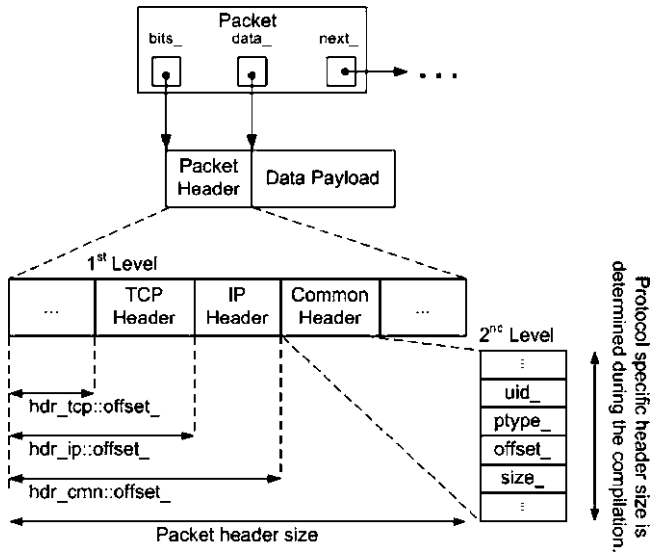 Packet
bits_ data_ next_
...
Packet
Header
Data Payload
1st Level
...
TCP
Header
IP
Header
Common
Header
...
2nd Level
⋮
uid_
ptype_
offset_
size_
⋮
hdr_tcp::offset_
hdr_ip::offset_
hdr_cmn::offset_
Packet header size
Protocol specific header size is
determined during the compilation.